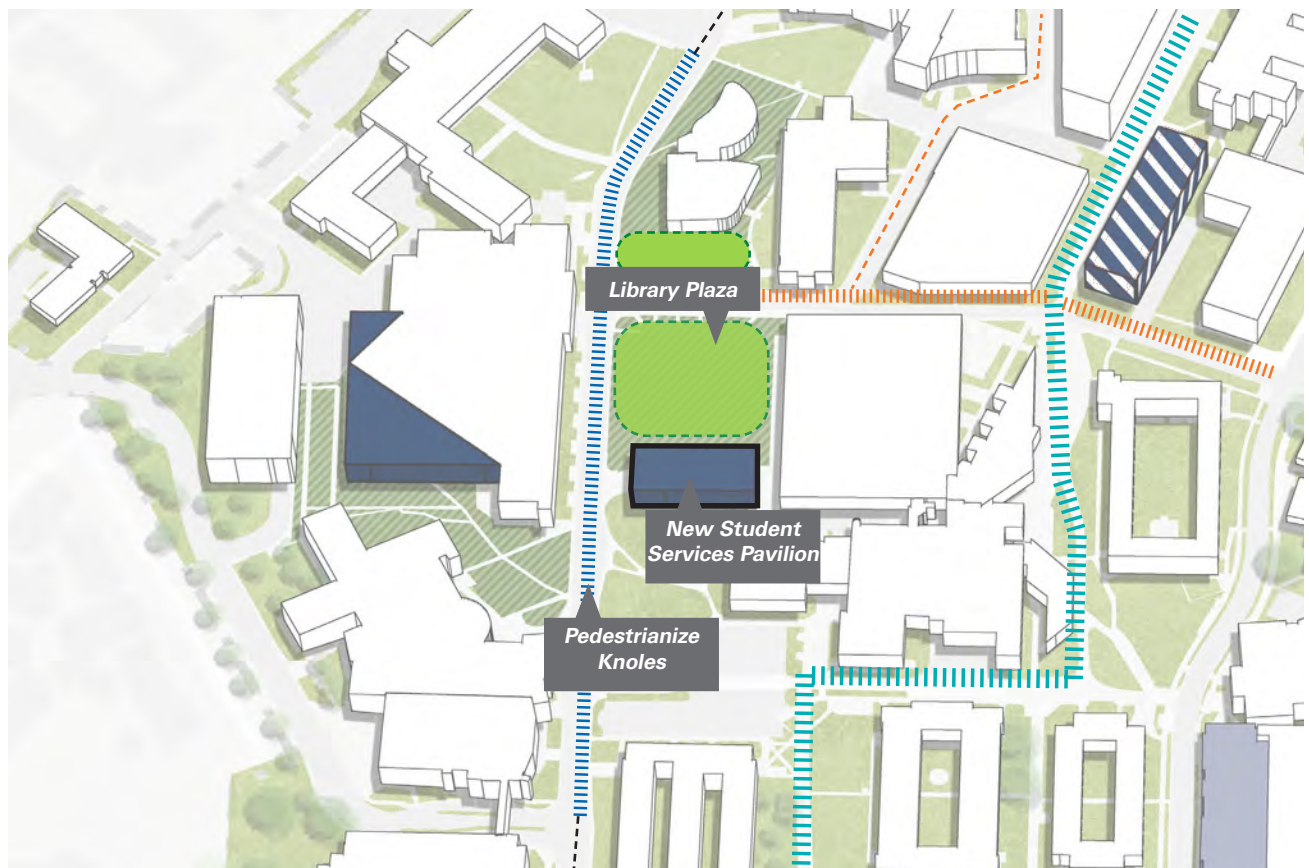 Library Plaza
New Student
Services Pavilion
Pedestrianize
Knoles